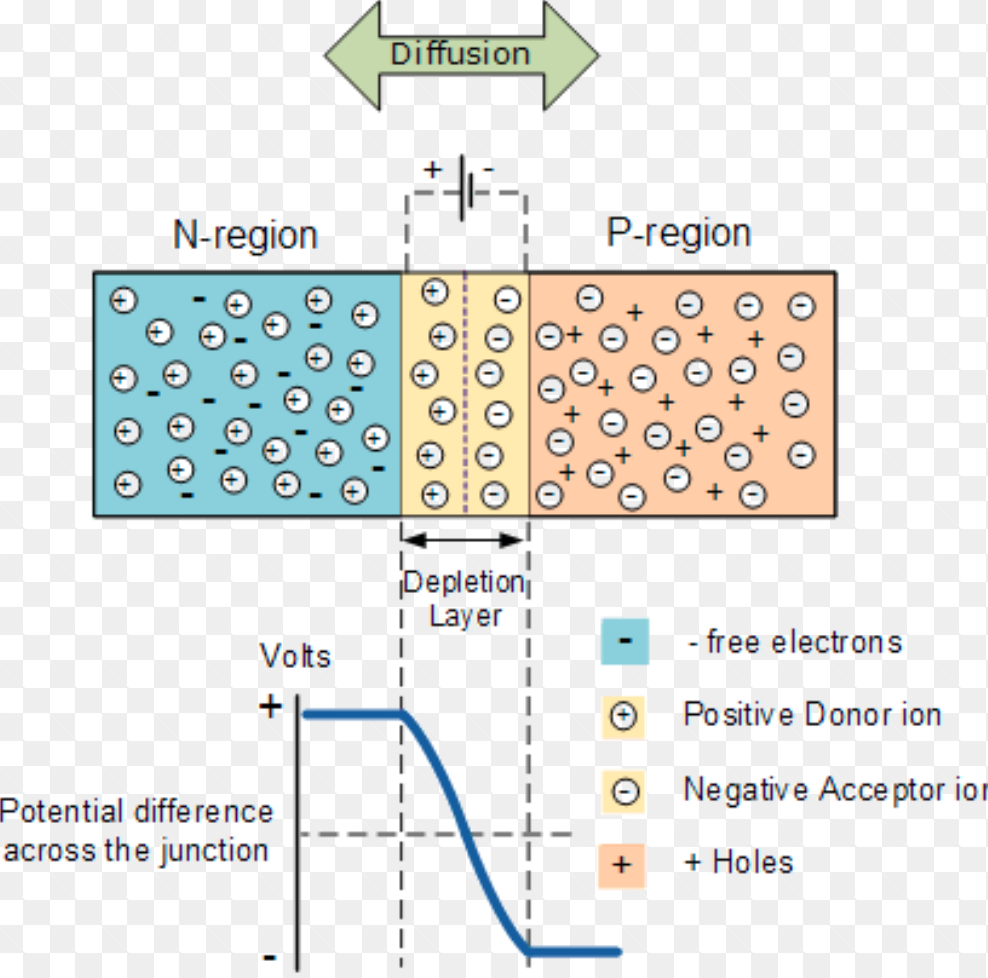 Diffusion
+ -
N-region
P-region
Depletion
Layer
Volts
+
Potential difference
across the junction
-
- - free electrons
+ Positive Donor ion
- Negative Acceptor ion
+ + Holes